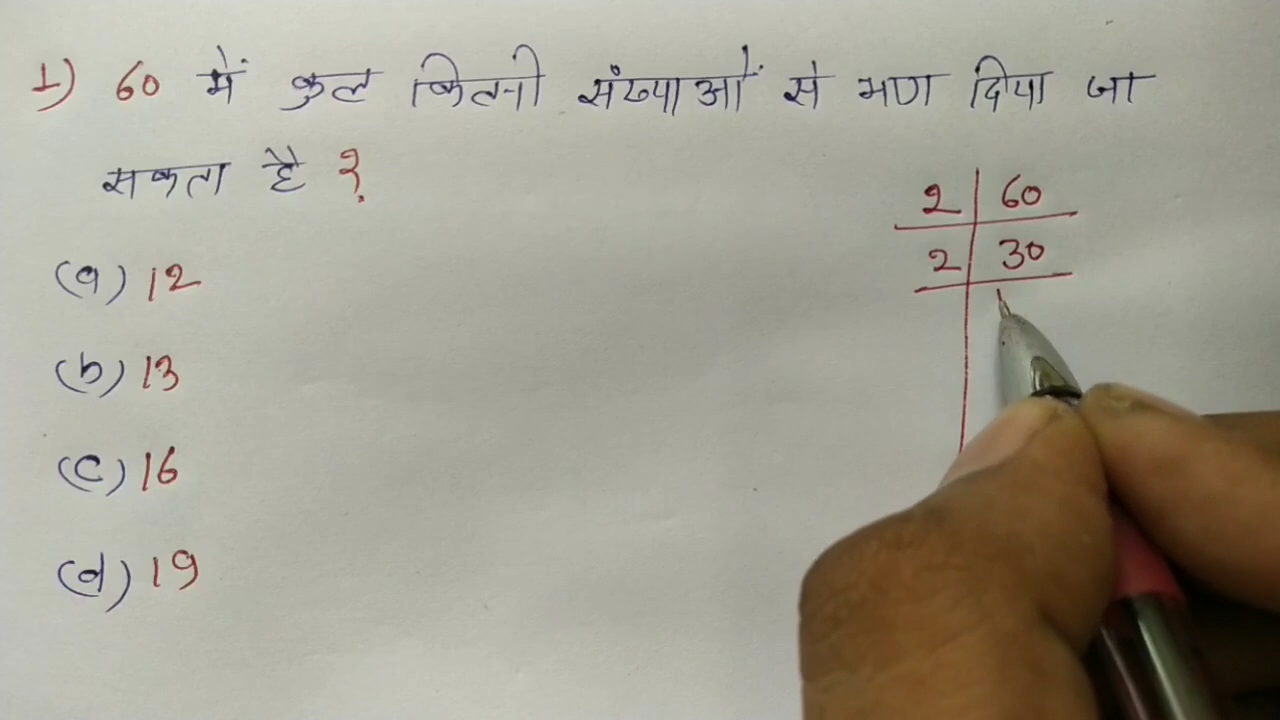 1) 60 में कुल कितनी संख्याओं से भाग दिया जा
सकता है ?
(a) 12
(b) 13
(c) 16
(d) 19
2 | 60
2 | 30